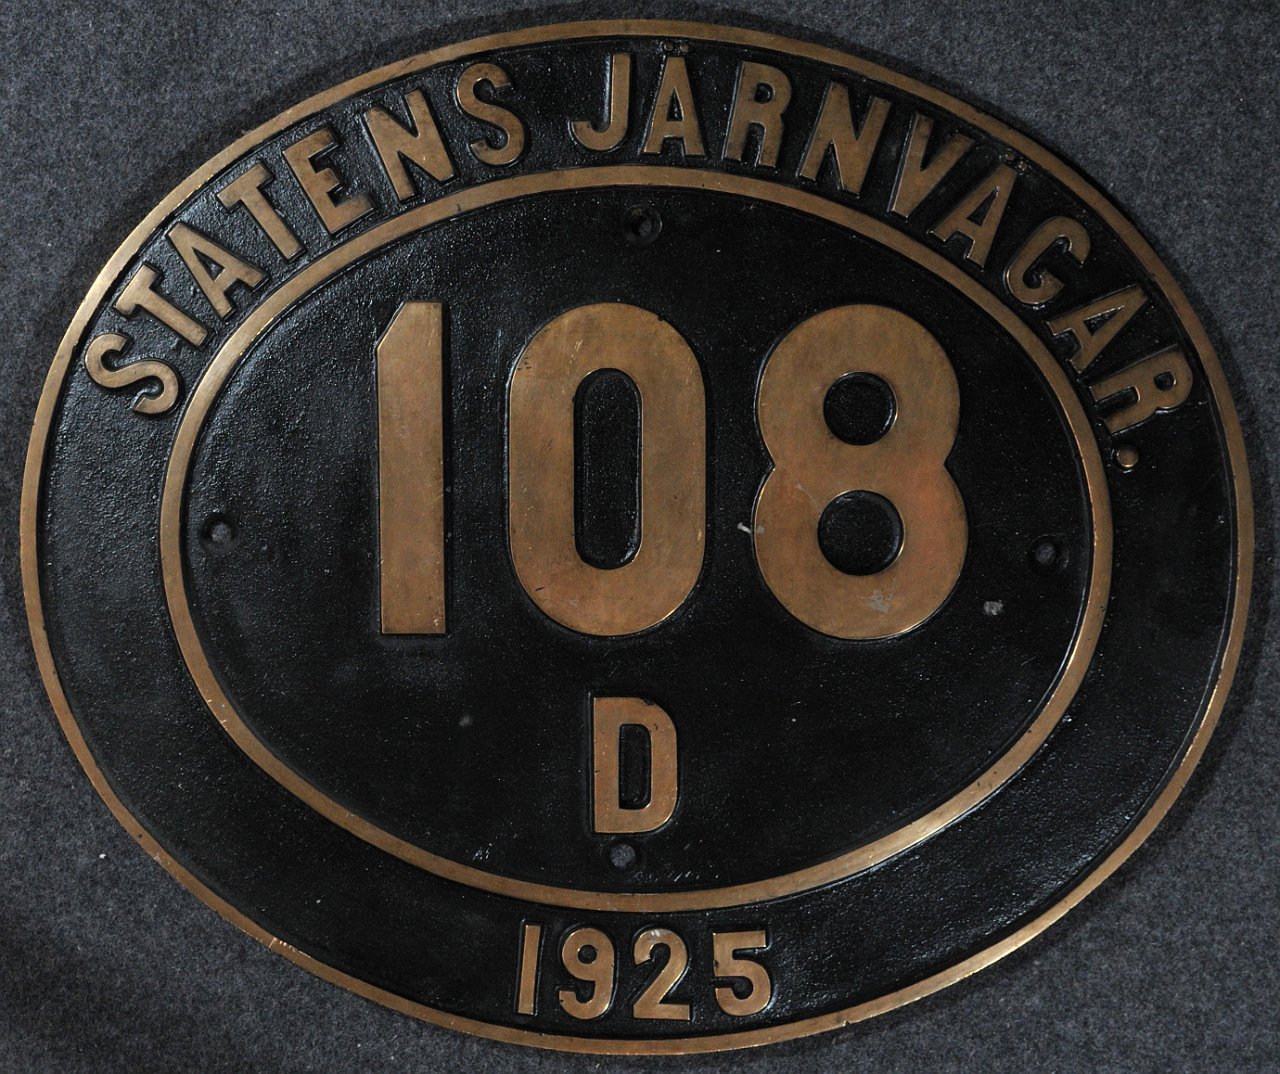 STATENS JÄRNVÄGAR.
108
D
1925